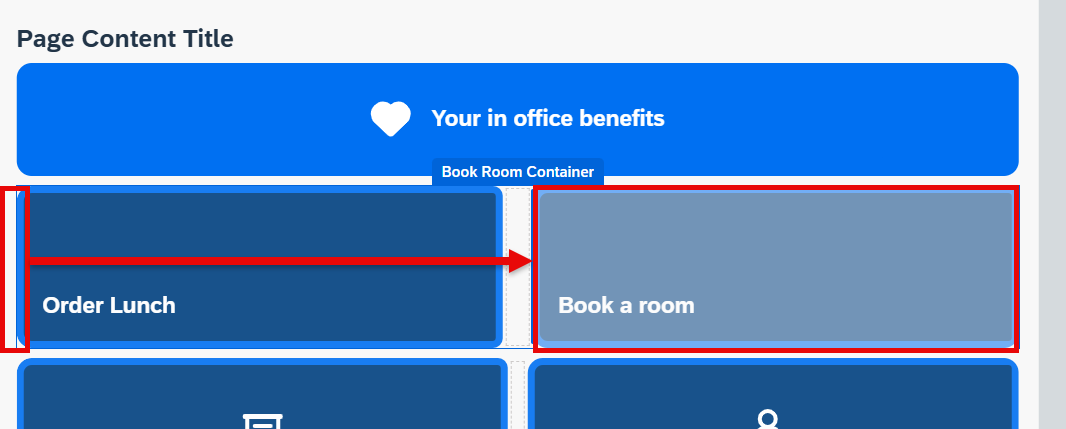 Page Content Title
Your in office benefits
Book Room Container
Order Lunch
Book a room